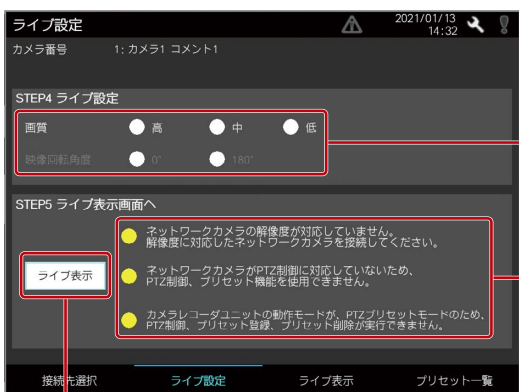 ライブ設定
2021/01/13
14:32
カメラ番号 1: カメラ1 コメント1
STEP4 ライブ設定
画質 高 中 低
映像回転角度 0° 180°
STEP5 ライブ表示画面へ
ネットワークカメラの解像度が対応していません。
解像度に対応したネットワークカメラを接続してください。
ライブ表示
ネットワークカメラがPTZ制御に対応していないため、
PTZ制御、プリセット機能を使用できません。
カメラレコーダユニットの動作モードが、PTZプリセットモードのため、
PTZ制御、プリセット登録、プリセット削除が実行できません。
接続先選択 ライブ設定 ライブ表示 プリセット一覧